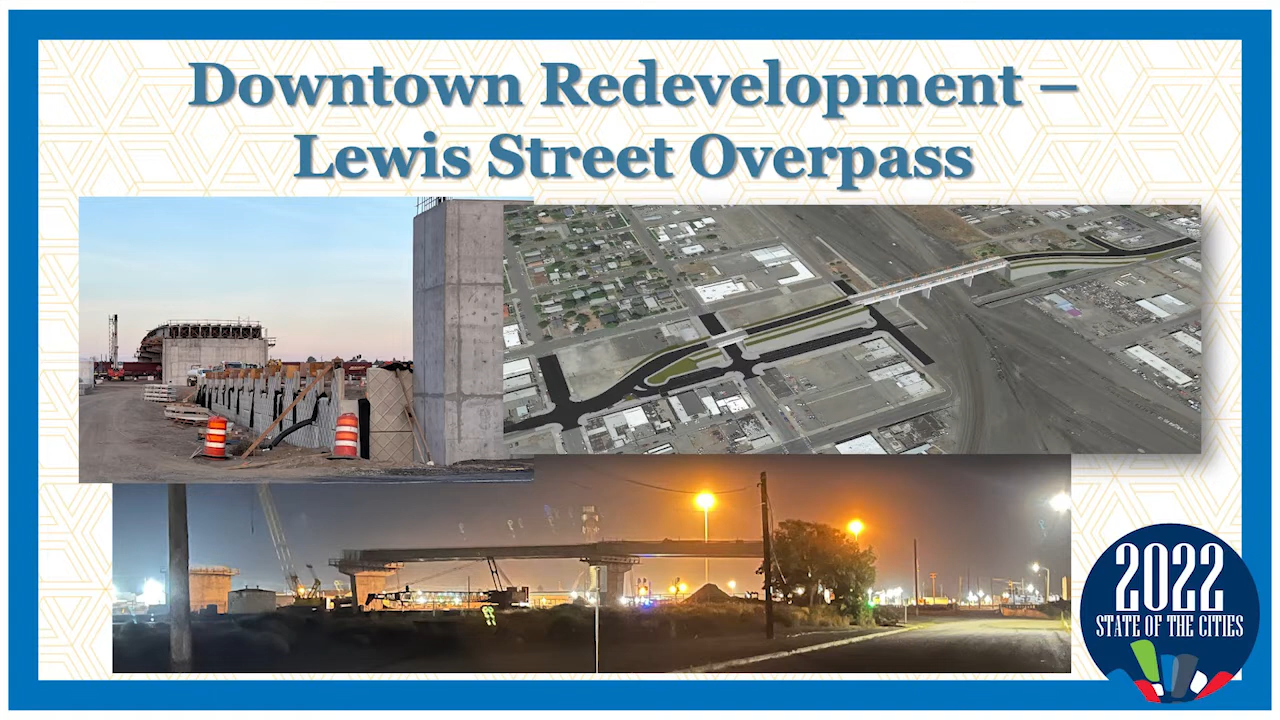 Downtown Redevelopment –
Lewis Street Overpass
2022
STATE OF THE CITIES